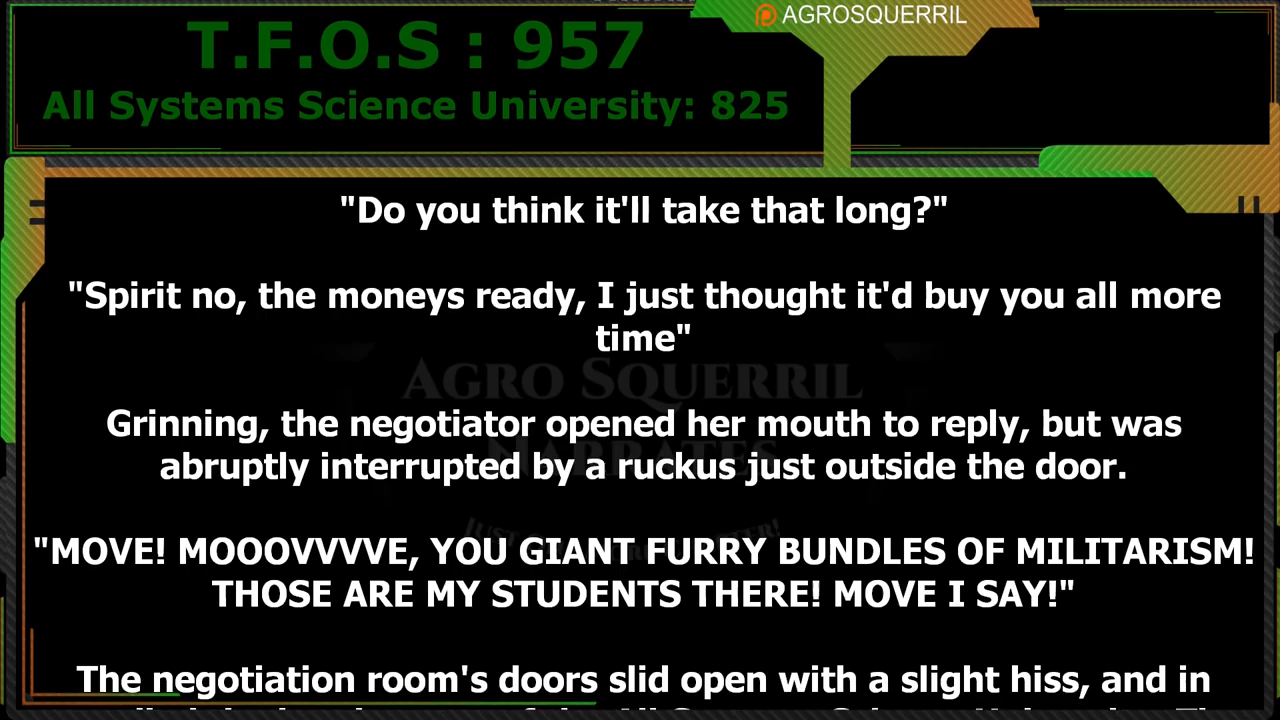 AGROSQUERRIL
T.F.O.S : 957
All Systems Science University: 825
"Do you think it'll take that long?"
"Spirit no, the moneys ready, I just thought it'd buy you all more
time"
AGRO SQUERRIL
NARRATES
Grinning, the negotiator opened her mouth to reply, but was
abruptly interrupted by a ruckus just outside the door.
"MOVE! MOOOVVVVE, YOU GIANT FURRY BUNDLES OF MILITARISM!
THOSE ARE MY STUDENTS THERE! MOVE I SAY!"
The negotiation room's doors slid open with a slight hiss, and in